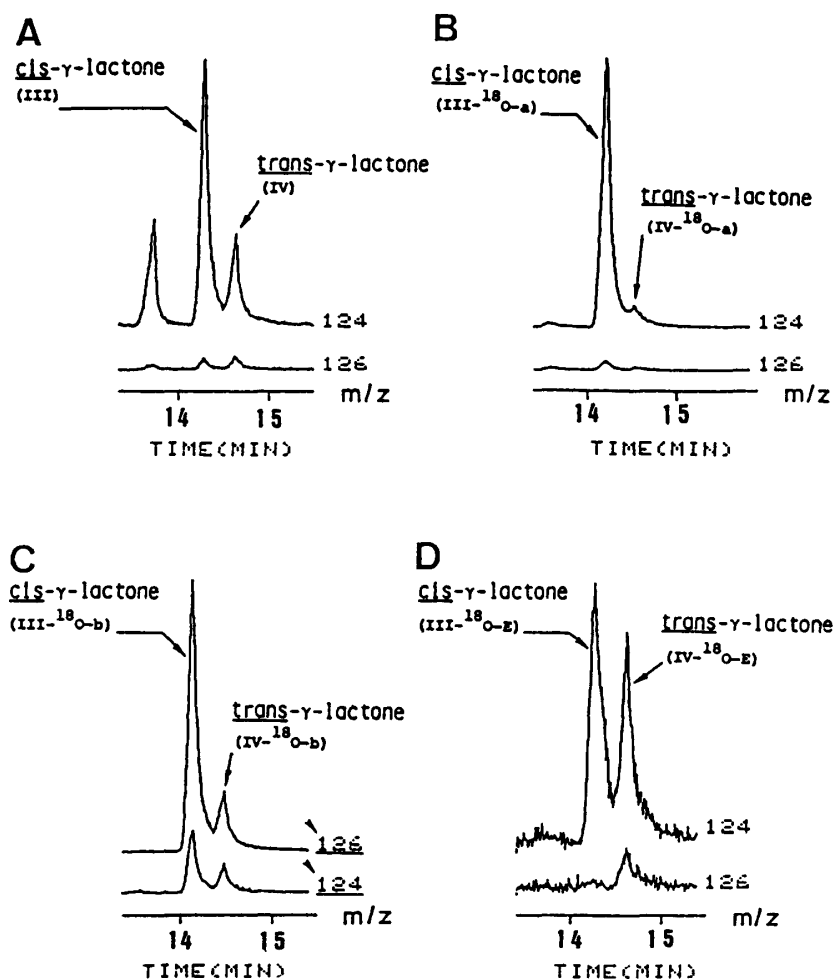 A
cis-γ-lactone
(III)
trans-γ-lactone
(IV)
124
126
m/z
14 15
TIME(MIN)
B
cis-γ-lactone
(III-¹⁸O-a)
trans-γ-lactone
(IV-¹⁸O-a)
124
126
m/z
14 15
TIME(MIN)
C
cis-γ-lactone
(III-¹⁸O-b)
trans-γ-lactone
(IV-¹⁸O-b)
126
124
m/z
14 15
TIME(MIN)
D
cis-γ-lactone
(III-¹⁸O-E)
trans-γ-lactone
(IV-¹⁸O-E)
124
126
m/z
14 15
TIME(MIN)